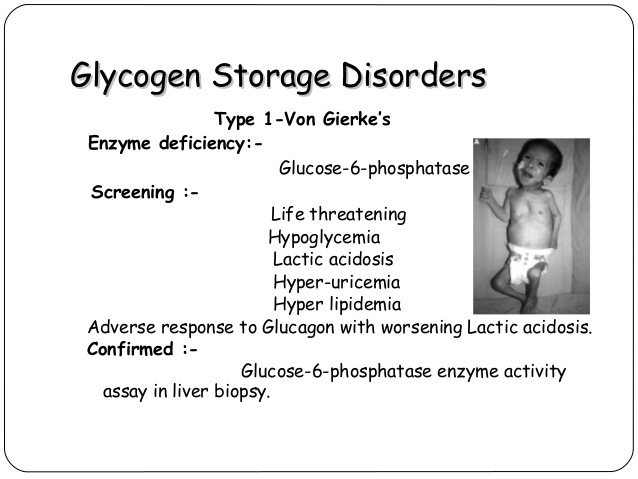 Glycogen Storage Disorders
Type 1-Von Gierke's
Enzyme deficiency:-
Glucose-6-phosphatase
A
Screening :-
Life threatening
Hypoglycemia
Lactic acidosis
Hyper-uricemia
Hyper lipidemia
Adverse response to Glucagon with worsening Lactic acidosis.
Confirmed :-
Glucose-6-phosphatase enzyme activity
assay in liver biopsy.